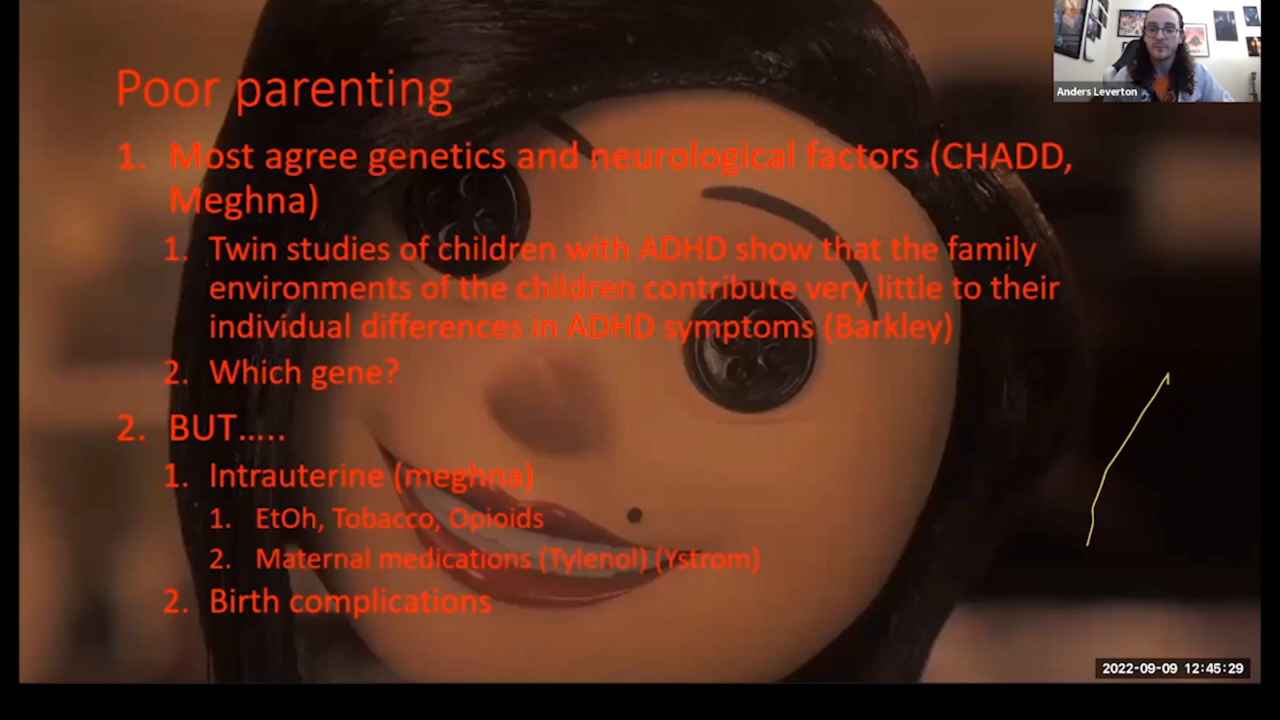 Anders Leverton
Poor parenting
1. Most agree genetics and neurological factors (CHADD,
Meghna)
1. Twin studies of children with ADHD show that the family
environments of the children contribute very little to their
individual differences in ADHD symptoms (Barkley)
2. Which gene?
2. BUT.....
1. Intrauterine (meghna)
1. EtOh, Tobacco, Opioids
2. Maternal medications (Tylenol) (Ystrom)
2. Birth complications
2022-09-09 12:45:29